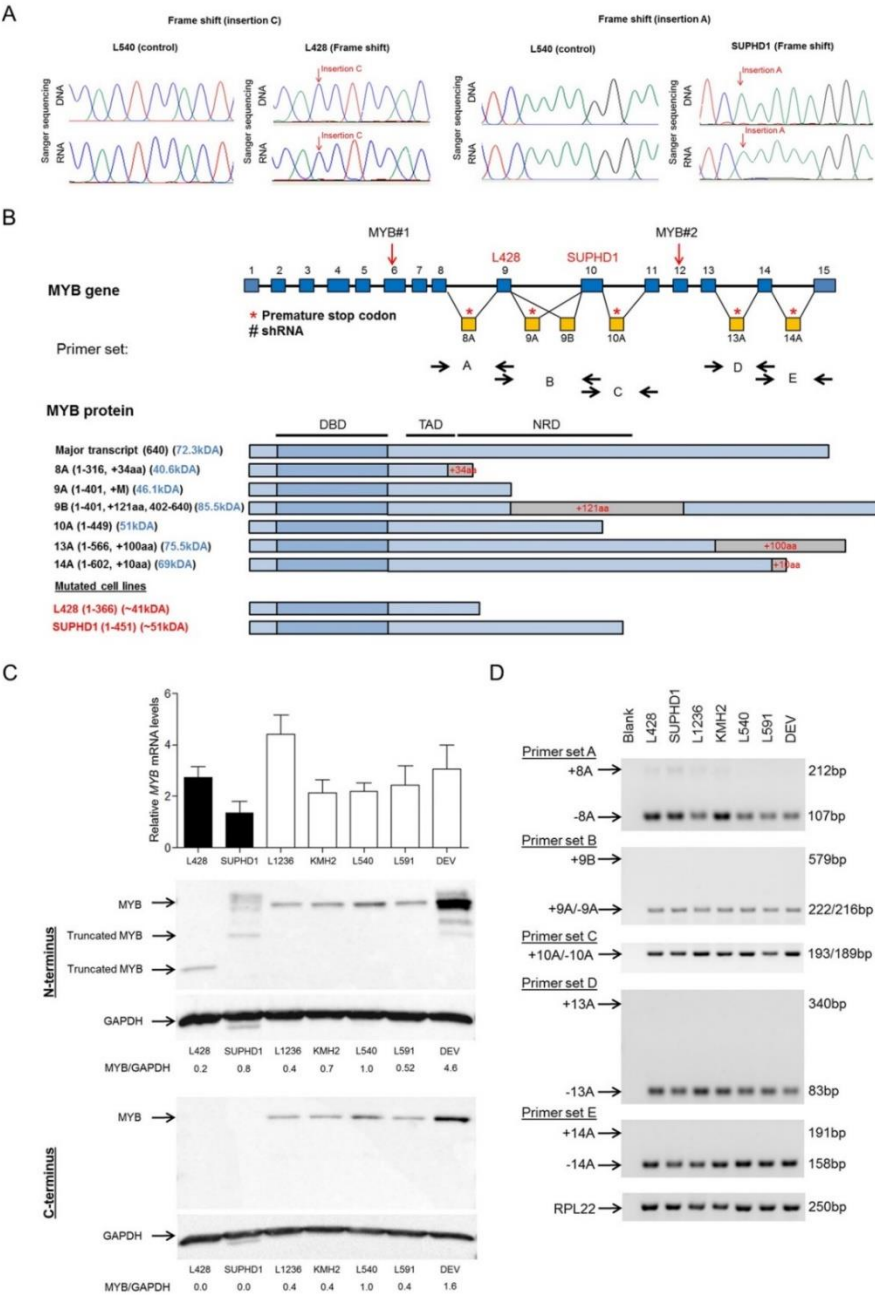 A
Frame shift (insertion C)
Frame shift (insertion A)
L540 (control)
L428 (Frame shift)
L540 (control)
SUPHD1 (Frame shift)
Insertion C
Insertion A
Sanger sequencing
DNA
RNA
Sanger sequencing
DNA
RNA
Sanger sequencing
DNA
RNA
Sanger sequencing
DNA
RNA
Insertion C
Insertion A
B
MYB#1
L428
SUPHD1
MYB#2
1 2 3 4 5 6 7 8 9 10 11 12 13 14 15
MYB gene
* Premature stop codon
# shRNA
* * * * *
8A 9A 9B 10A 13A 14A
Primer set:
A B C D E
MYB protein
DBD TAD NRD
Major transcript (640) (72.3kDA)
8A (1-316, +34aa) (40.6kDA) +34aa
9A (1-401, +M) (46.1kDA)
9B (1-401, +121aa, 402-640) (85.5kDA) +121aa
10A (1-449) (51kDA)
13A (1-566, +100aa) (75.5kDA) +100aa
14A (1-602, +10aa) (69kDA) +10aa
Mutated cell lines
L428 (1-366) (~41kDA)
SUPHD1 (1-451) (~51kDA)
C
Relative MYB mRNA levels
6
4
2
0
L428 SUPHD1 L1236 KMH2 L540 L591 DEV
N-terminus
MYB
Truncated MYB
Truncated MYB
GAPDH
L428 SUPHD1 L1236 KMH2 L540 L591 DEV
MYB/GAPDH 0.2 0.8 0.4 0.7 1.0 0.52 4.6
C-terminus
MYB
GAPDH
L428 SUPHD1 L1236 KMH2 L540 L591 DEV
MYB/GAPDH 0.0 0.0 0.4 0.4 1.0 0.4 1.6
D
Blank L428 SUPHD1 L1236 KMH2 L540 L591 DEV
Primer set A
+8A 212bp
-8A 107bp
Primer set B
+9B 579bp
+9A/-9A 222/216bp
Primer set C
+10A/-10A 193/189bp
Primer set D
+13A 340bp
-13A 83bp
Primer set E
+14A 191bp
-14A 158bp
RPL22 250bp